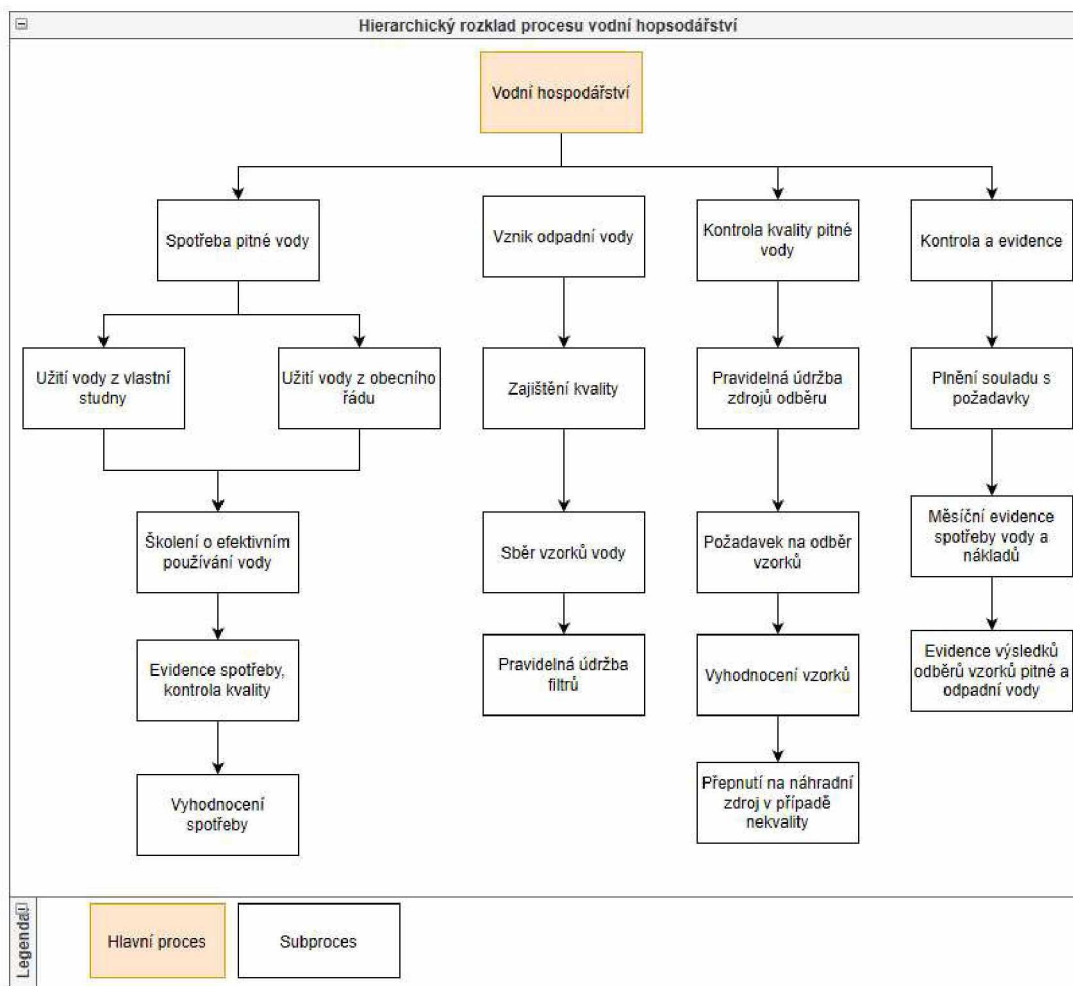 Hierarchický rozklad procesu vodní hopsodářství
Vodní hospodářství
Spotřeba pitné vody
Vznik odpadní vody
Kontrola kvality pitné
vody
Kontrola a evidence
Užití vody z vlastní
studny
Užití vody z obecního
řádu
Zajištění kvality
Pravidelná údržba
zdrojů odběru
Plnění souladu s
požadavky
Školení o efektivním
používání vody
Sběr vzorků vody
Požadavek na odběr
vzorků
Měsíční evidence
spotřeby vody a
nákladů
Evidence spotřeby,
kontrola kvality
Pravidelná údržba
filtrů
Vyhodnocení vzorků
Evidence výsledků
odběrů vzorků pitné a
odpadní vody
Vyhodnocení
spotřeby
Přepnutí na náhradní
zdroj v případě
nekvality
Legenda
Hlavní proces
Subproces